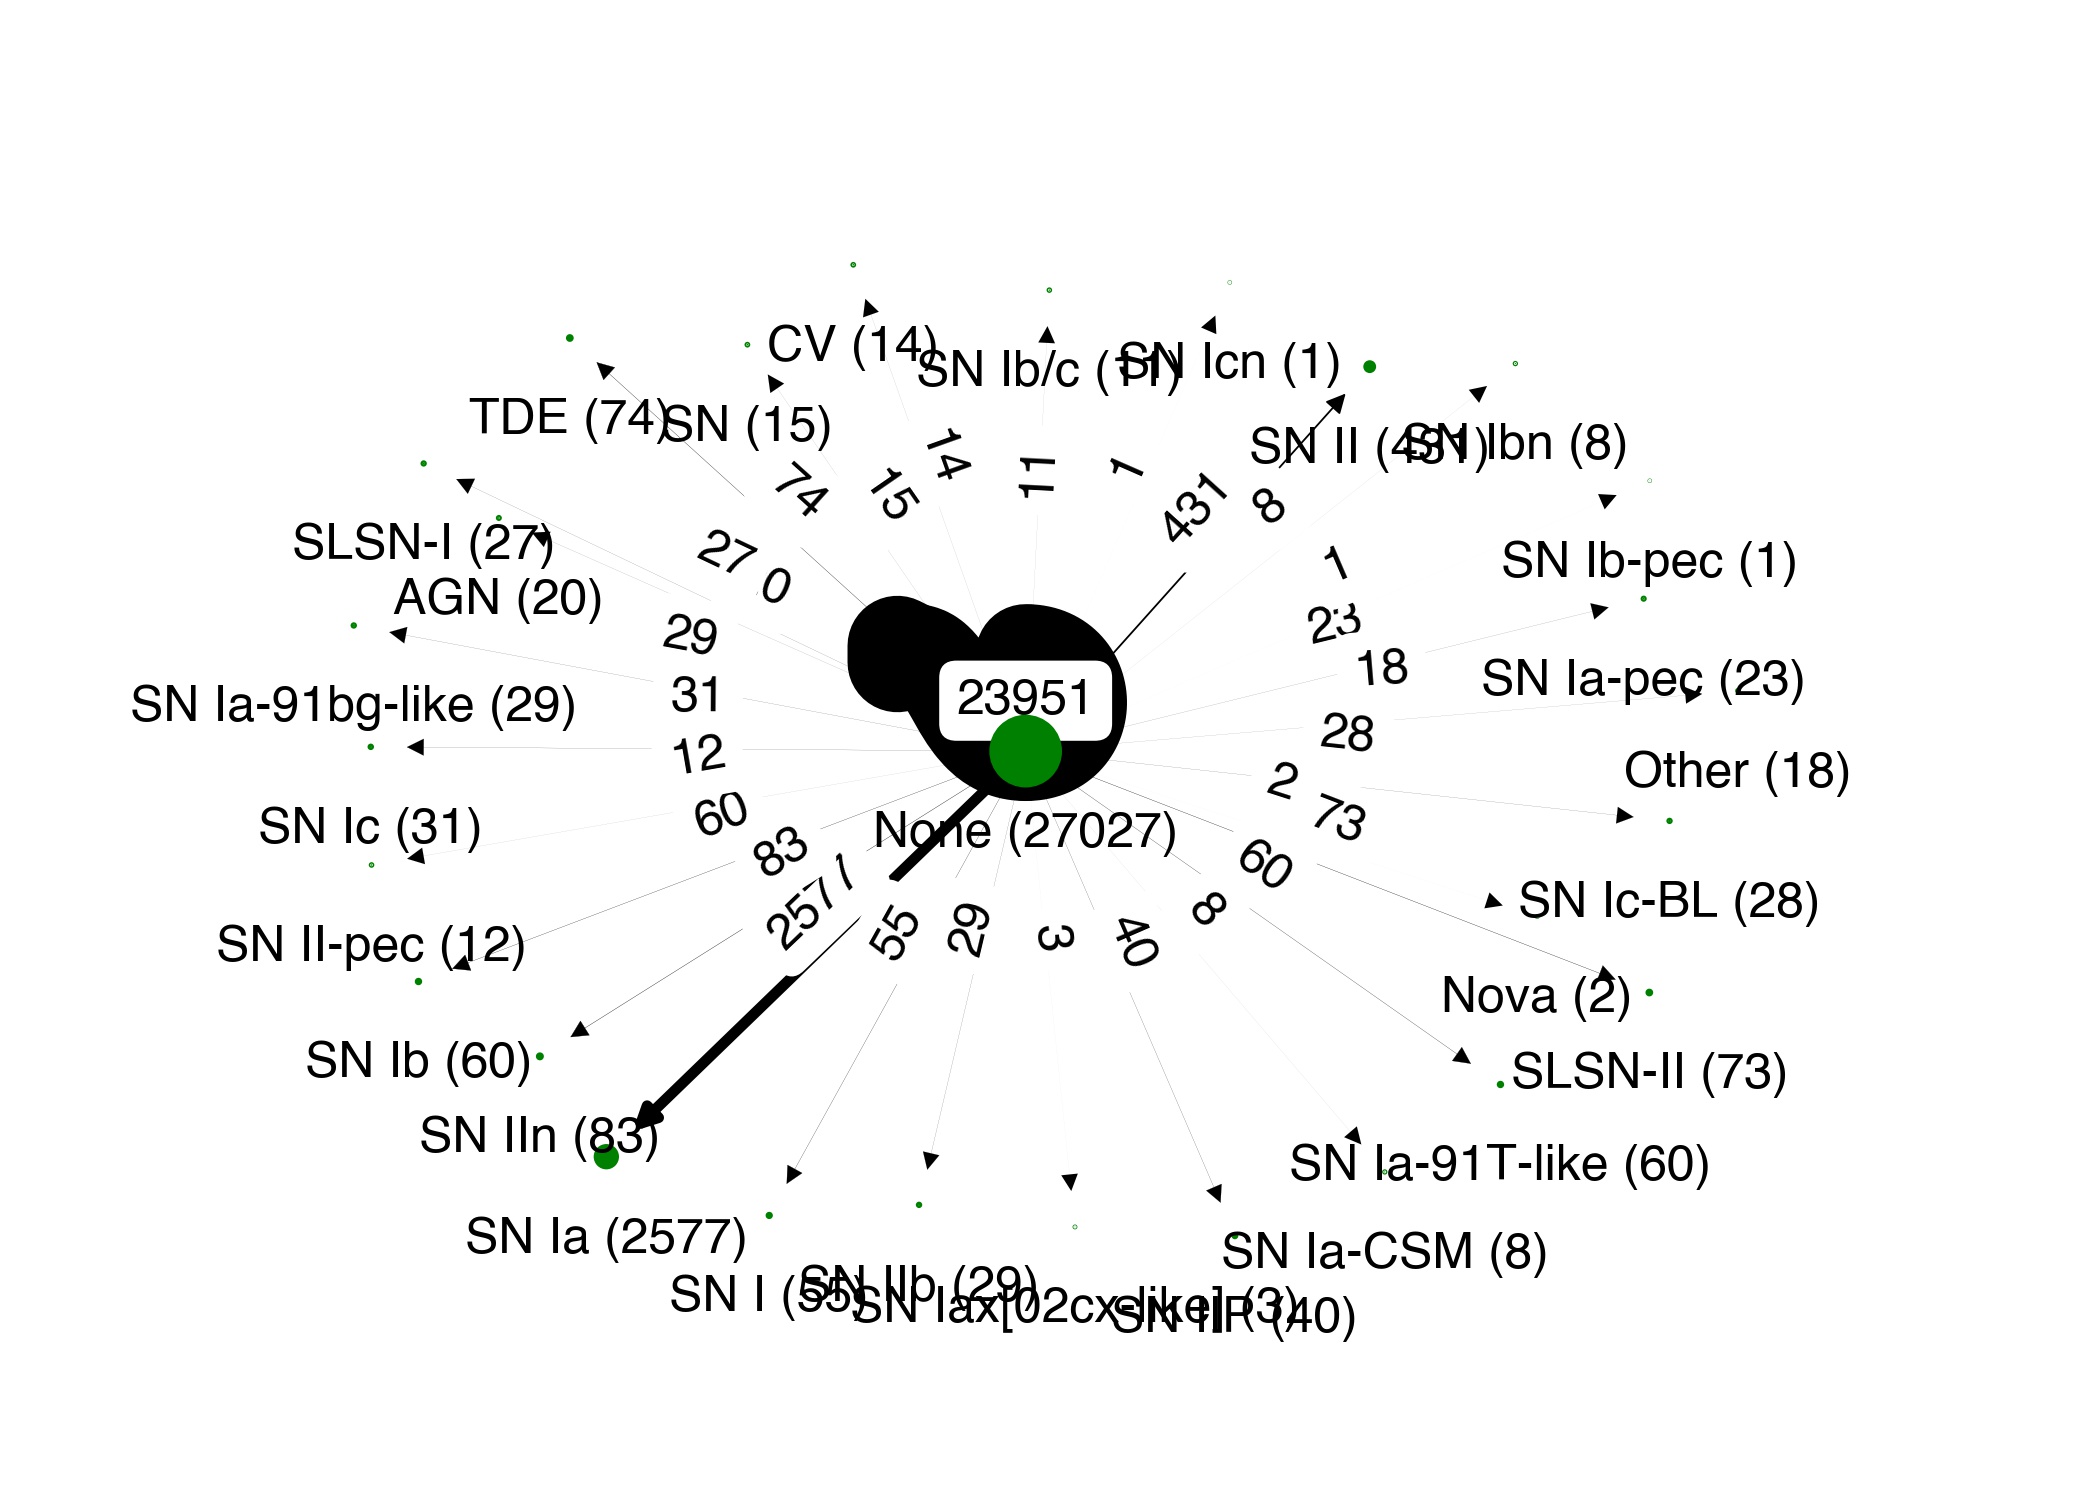 CV (14)
SN Ib/c (11)
SN Icn (1)
TDE (74)
SN (15)
SN II (431)
SN Ibn (8)
14
11
1
74
15
431
8
SLSN-I (27)
27
0
1
SN Ib-pec (1)
AGN (20)
29
23
SN Ia-91bg-like (29)
31
23951
18
SN Ia-pec (23)
12
28
Other (18)
SN Ic (31)
60
None (27027)
2
73
83
60
SN Ic-BL (28)
SN II-pec (12)
2577
55
29
3
40
8
Nova (2)
SN Ib (60)
SLSN-II (73)
SN IIn (83)
SN Ia-91T-like (60)
SN Ia (2577)
SN Ia-CSM (8)
SN I (55)
SN IIb (29)
SN Iax[02cx-like] (3)
SN IIP (40)